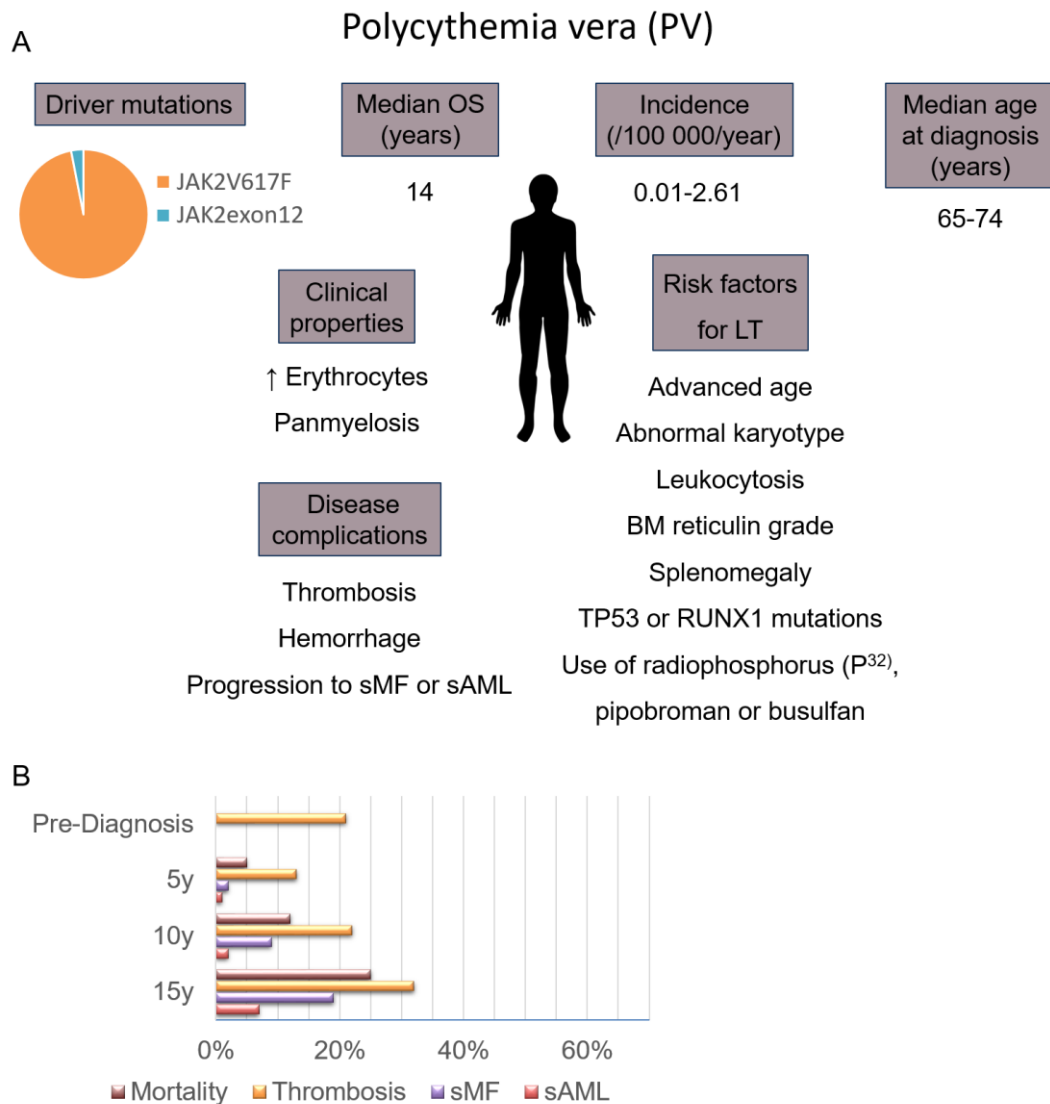 Polycythemia vera (PV)
A
Driver mutations
JAK2V617F
JAK2exon12
Median OS
(years)
14
Incidence
(/100 000/year)
0.01-2.61
Median age
at diagnosis
(years)
65-74
Clinical
properties
↑ Erythrocytes
Panmyelosis
Disease
complications
Thrombosis
Hemorrhage
Progression to sMF or sAML
Risk factors
for LT
Advanced age
Abnormal karyotype
Leukocytosis
BM reticulin grade
Splenomegaly
TP53 or RUNX1 mutations
Use of radiophosphorus (P³²⁾,
pipobroman or busulfan
B
Pre-Diagnosis
5y
10y
15y
0% 20% 40% 60%
Mortality Thrombosis sMF sAML